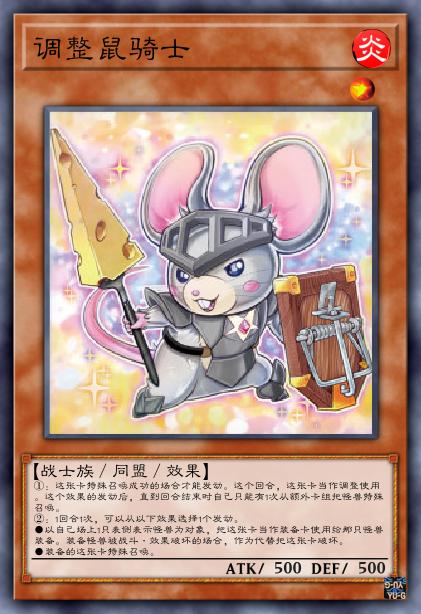 调整鼠骑士
炎
【战士族／同盟／效果】
①：这张卡特殊召唤成功的场合才能发动。这个回合，这张卡当作调整使用
。这个效果的发动后，直到回合结束时自己只能有1次从额外卡组把怪兽特殊
召唤。
②：1回合1次，可以从以下效果选择1个发动。
●以自己场上1只表侧表示怪兽为对象，把这张卡当作装备卡使用给那只怪兽
装备。装备怪兽被战斗·效果破坏的场合，作为代替把这张卡破坏。
●装备的这张卡特殊召唤。
ATK/ 500 DEF/ 500